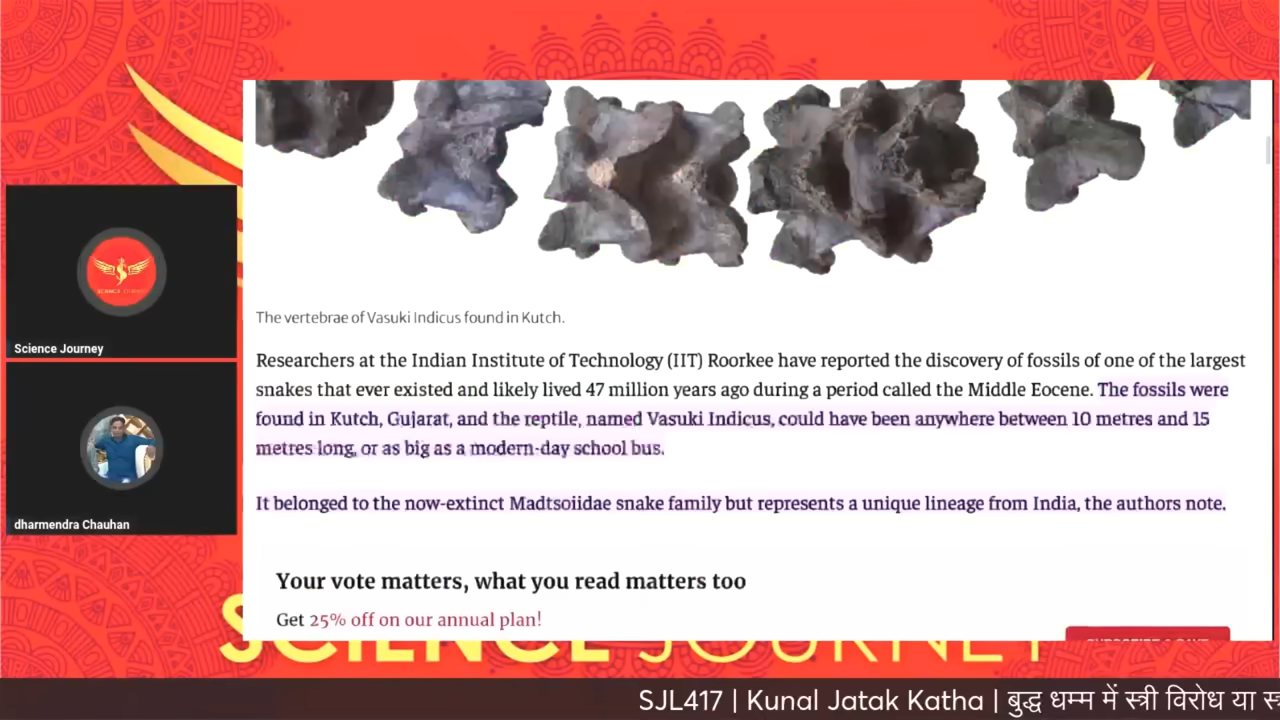 The vertebrae of Vasuki Indicus found in Kutch.
Researchers at the Indian Institute of Technology (IIT) Roorkee have reported the discovery of fossils of one of the largest
snakes that ever existed and likely lived 47 million years ago during a period called the Middle Eocene. The fossils were
found in Kutch, Gujarat, and the reptile, named Vasuki Indicus, could have been anywhere between 10 metres and 15
metres long, or as big as a modern-day school bus.
It belonged to the now-extinct Madtsoiidae snake family but represents a unique lineage from India, the authors note.
Your vote matters, what you read matters too
Get 25% off on our annual plan!
Science Journey
dharmendra Chauhan
SCIENCE JOURNEY
SJL417 | Kunal Jatak Katha | बुद्ध धम्म में स्त्री विरोध या